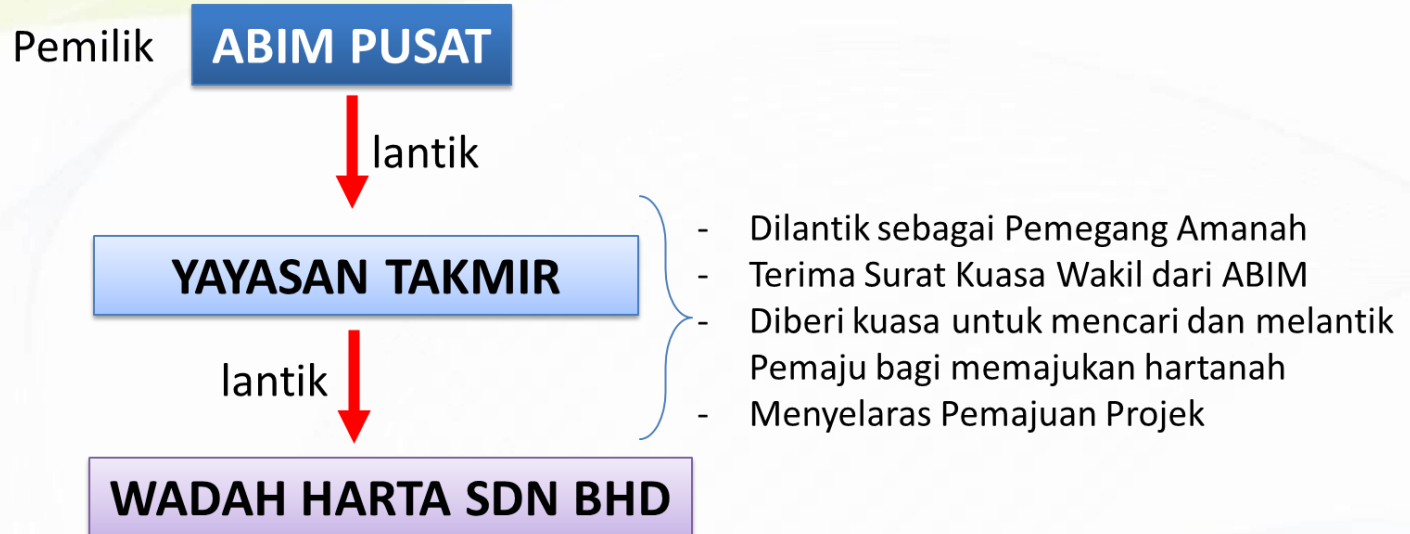 Pemilik ABIM PUSAT
lantik
YAYASAN TAKMIR
- Dilantik sebagai Pemegang Amanah
- Terima Surat Kuasa Wakil dari ABIM
- Diberi kuasa untuk mencari dan melantik
Pemaju bagi memajukan hartanah
- Menyelaras Pemajuan Projek
lantik
WADAH HARTA SDN BHD